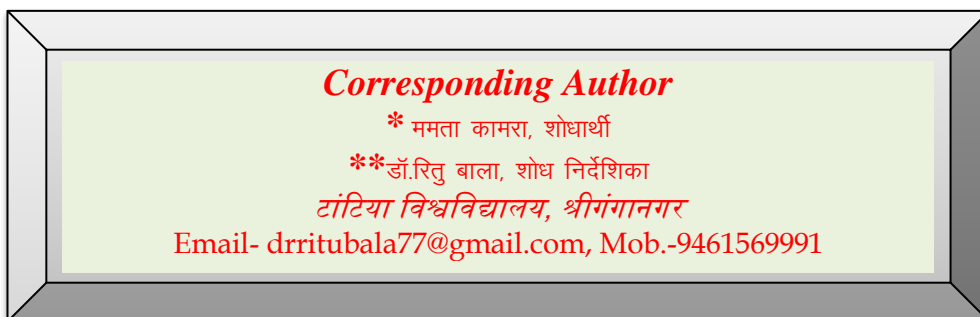 Corresponding Author
* ममता कामरा, शोधार्थी
**डॉ.रितु बाला, शोध निर्देशिका
टांटिया विश्वविद्यालय, श्रीगंगानगर
Email- drritubala77@gmail.com, Mob.-9461569991